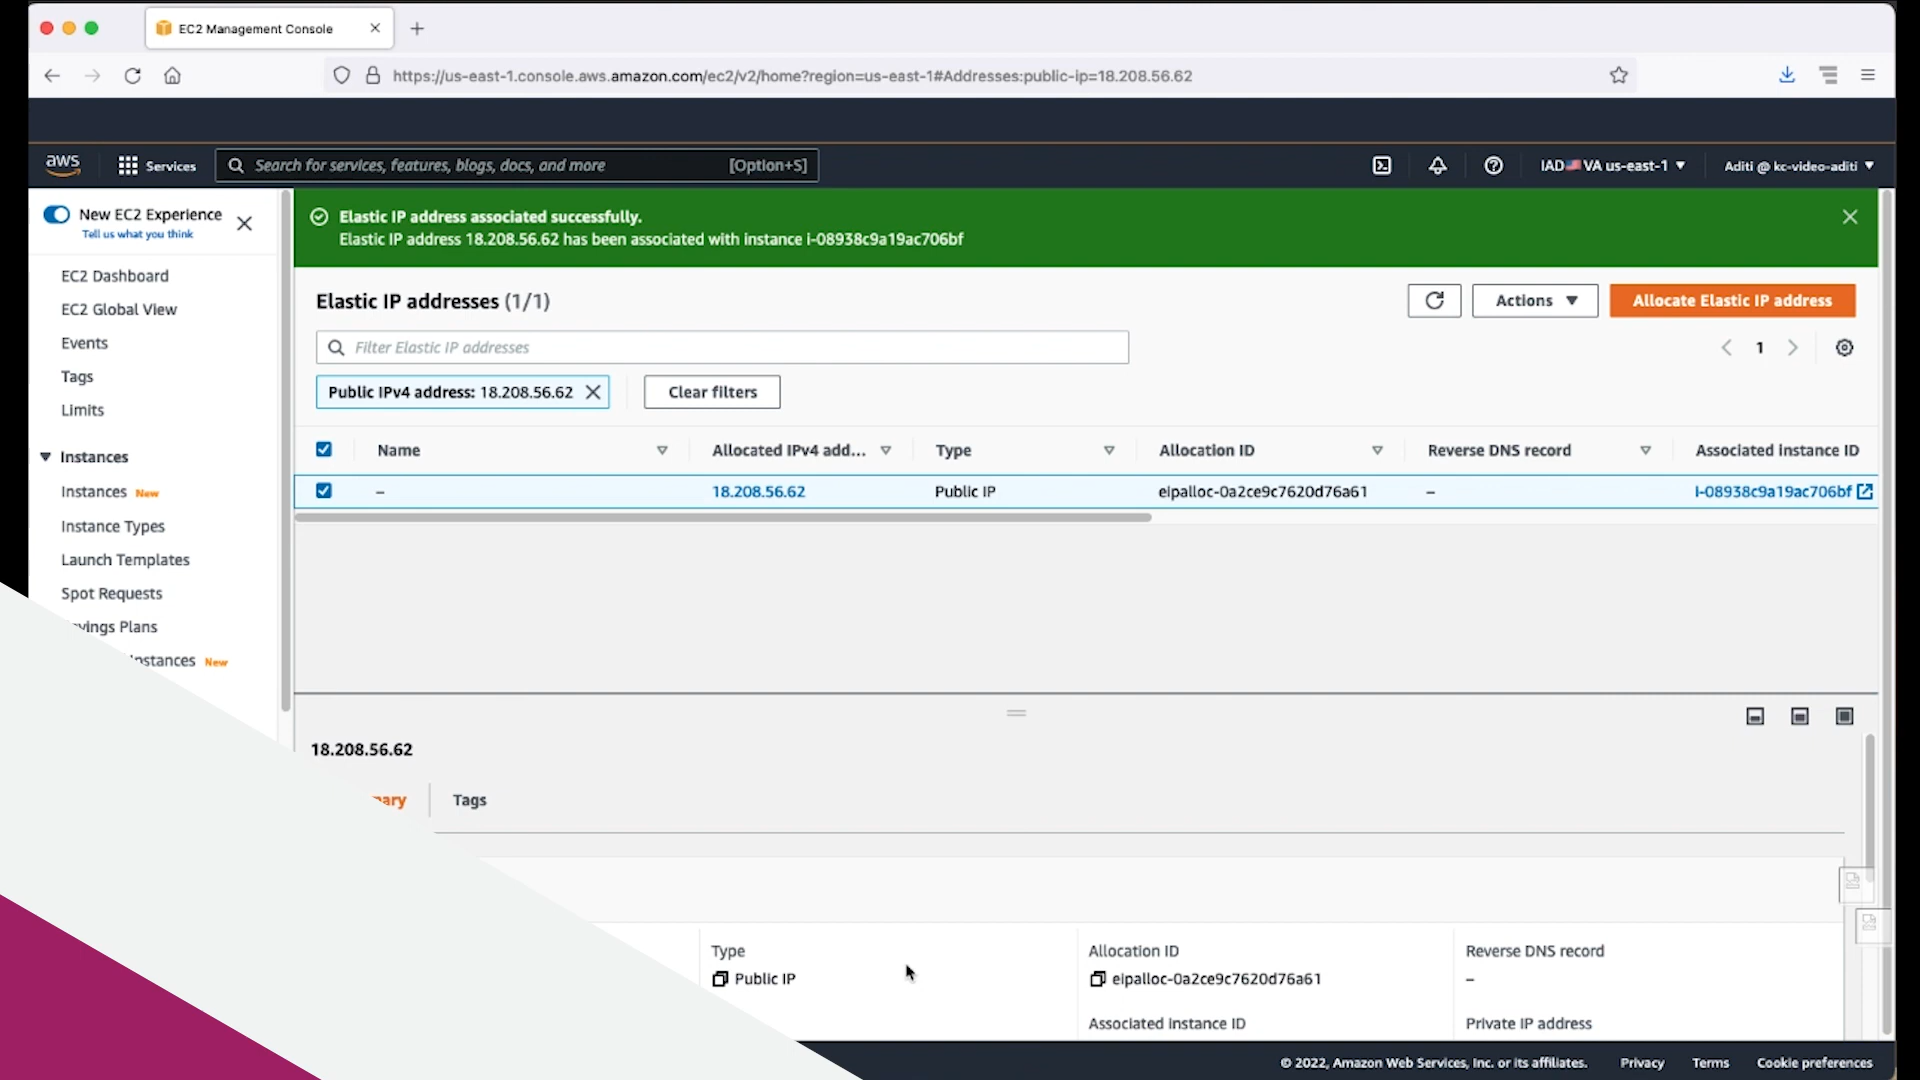 EC2 Management Console
https://us-east-1.console.aws.amazon.com/ec2/v2/home?region=us-east-1#Addresses:public-ip=18.208.56.62
aws
Services
Search for services, features, blogs, docs, and more
[Option+S]
IAD VA us-east-1
Aditi @ kc-video-aditi
New EC2 Experience
Tell us what you think
Elastic IP address associated successfully.
Elastic IP address 18.208.56.62 has been associated with instance i-08938c9a19ac706bf
EC2 Dashboard
EC2 Global View
Events
Tags
Limits
Instances
Instances New
Instance Types
Launch Templates
Spot Requests
vings Plans
nstances New
Elastic IP addresses (1/1)
Actions
Allocate Elastic IP address
Filter Elastic IP addresses
1
Public IPv4 address: 18.208.56.62
Clear filters
Name
Allocated IPv4 add...
Type
Allocation ID
Reverse DNS record
Associated instance ID
–
18.208.56.62
Public IP
eipalloc-0a2ce9c7620d76a61
–
i-08938c9a19ac706bf
18.208.56.62
mary
Tags
Type
Public IP
Allocation ID
eipalloc-0a2ce9c7620d76a61
Reverse DNS record
–
Associated instance ID
Private IP address
© 2022, Amazon Web Services, Inc. or its affiliates.
Privacy
Terms
Cookie preferences